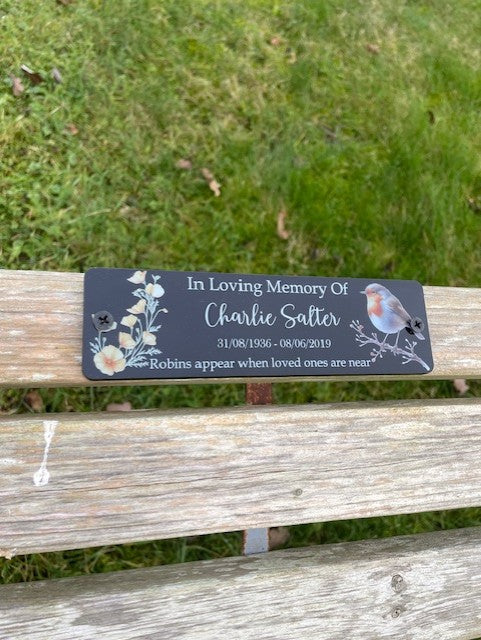 In Loving Memory Of
Charlie Salter
31/08/1936 - 08/06/2019
Robins appear when loved ones are near